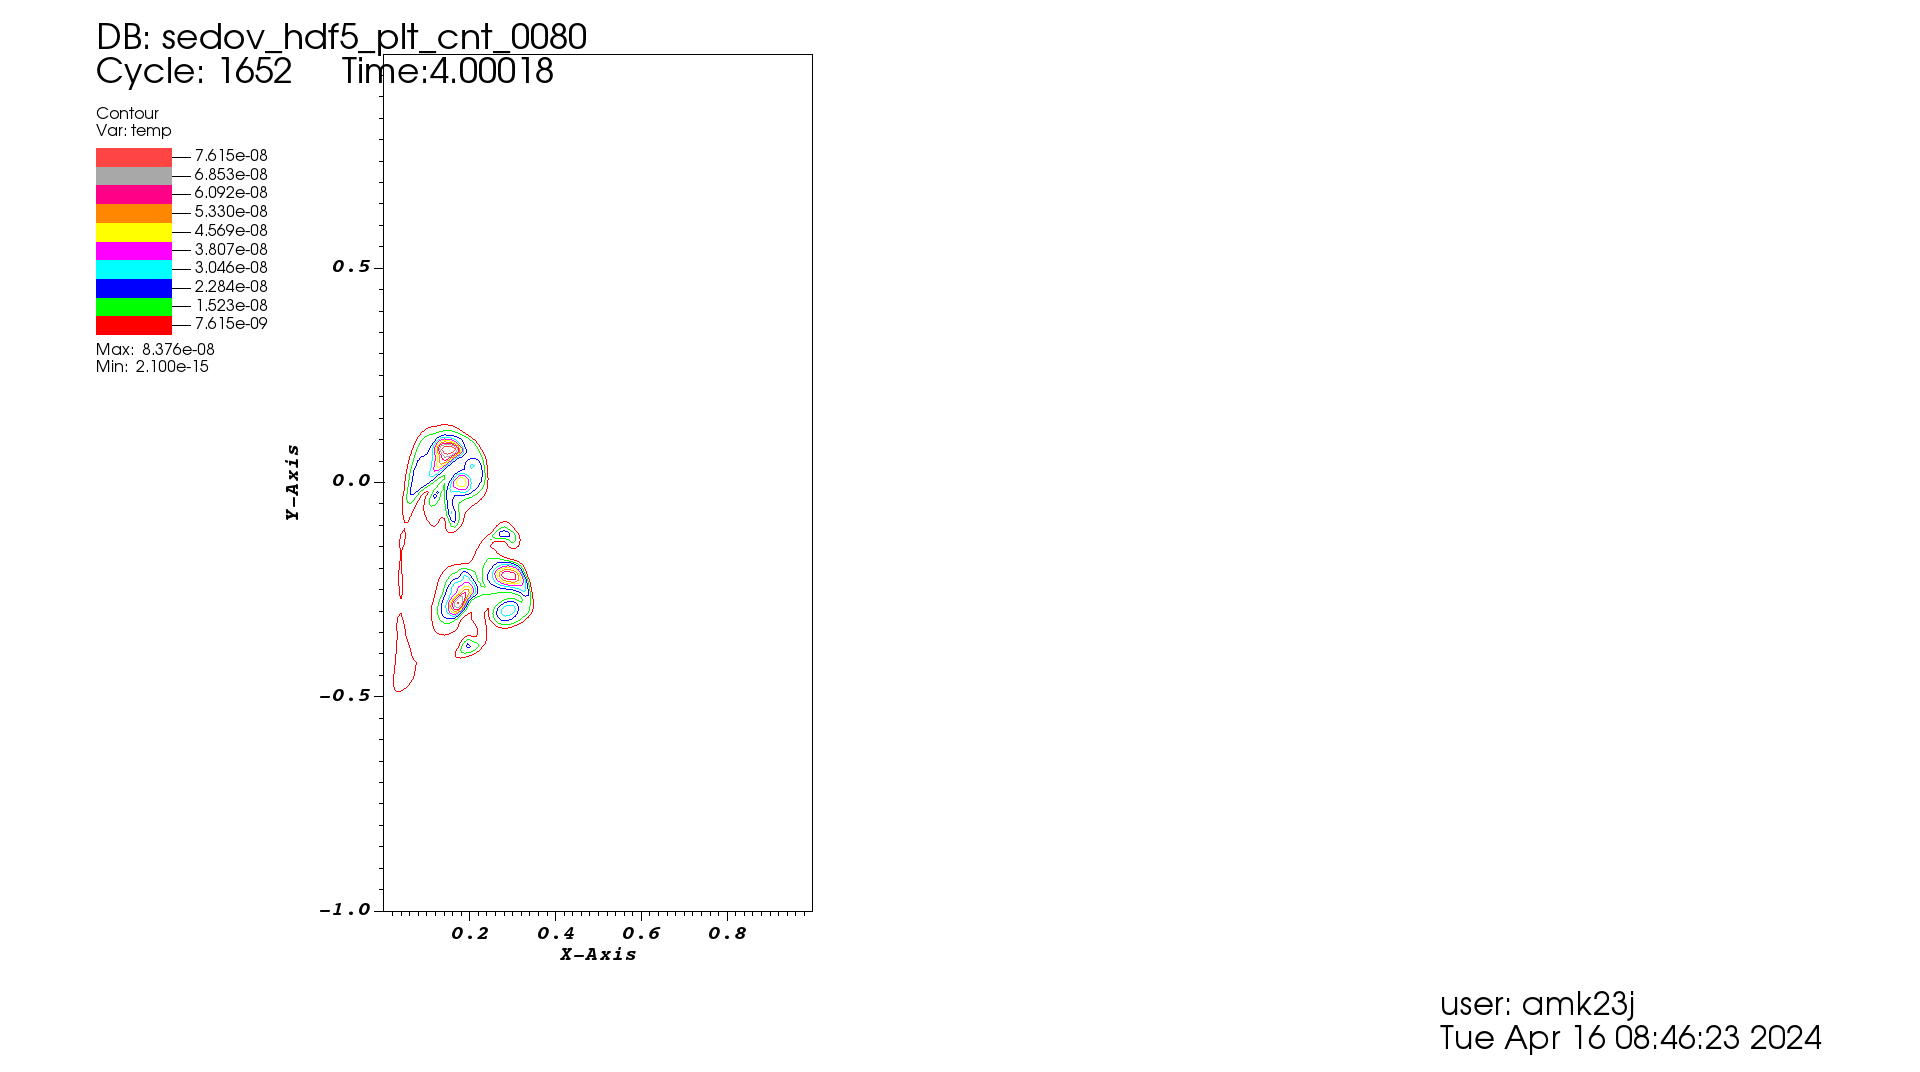 DB: sedov_hdf5_plt_cnt_0080
Cycle: 1652 Time:4.00018
Contour
Var: temp
7.615e-08
6.853e-08
6.092e-08
5.330e-08
4.569e-08
3.807e-08
3.046e-08
2.284e-08
1.523e-08
7.615e-09
Max: 8.376e-08
Min: 2.100e-15
0.5
0.0
-0.5
-1.0
Y-Axis
0.2 0.4 0.6 0.8
X-Axis
user: amk23j
Tue Apr 16 08:46:23 2024